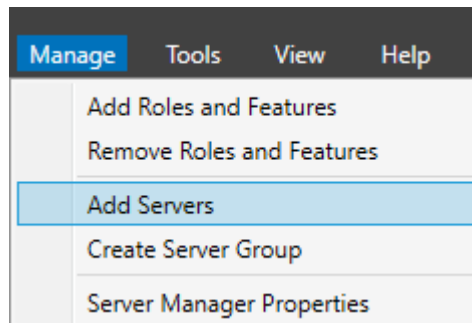 Manage Tools View Help
Add Roles and Features
Remove Roles and Features
Add Servers
Create Server Group
Server Manager Properties